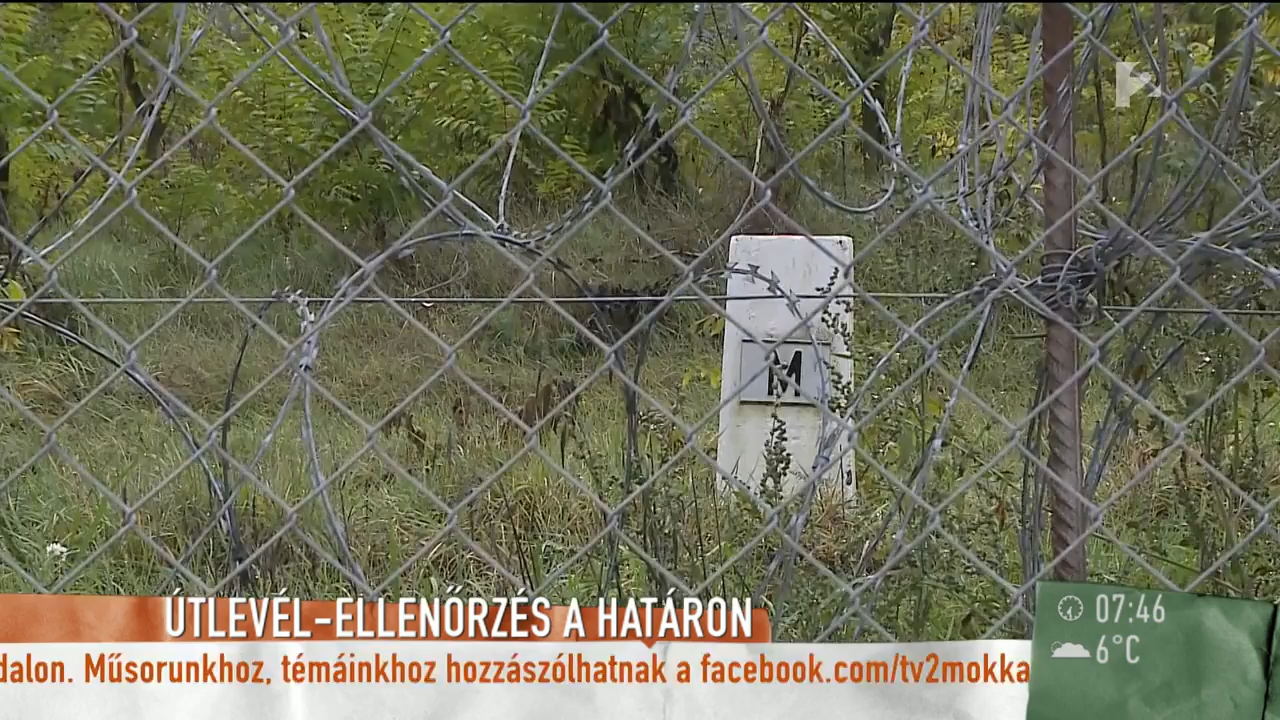 M
ÚTLEVÉL-ELLENŐRZÉS A HATÁRON
07:46
dalon. Műsorunkhoz, témáinkhoz hozzászólhatnak a facebook.com/tv2mokka
6°C